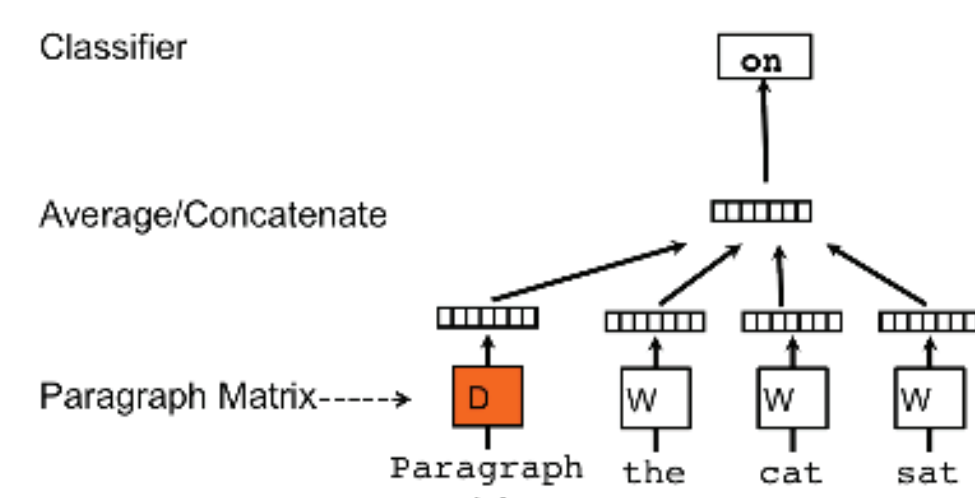 Classifier
on
Average/Concatenate
Paragraph Matrix
D
W
W
W
Paragraph
the
cat
sat